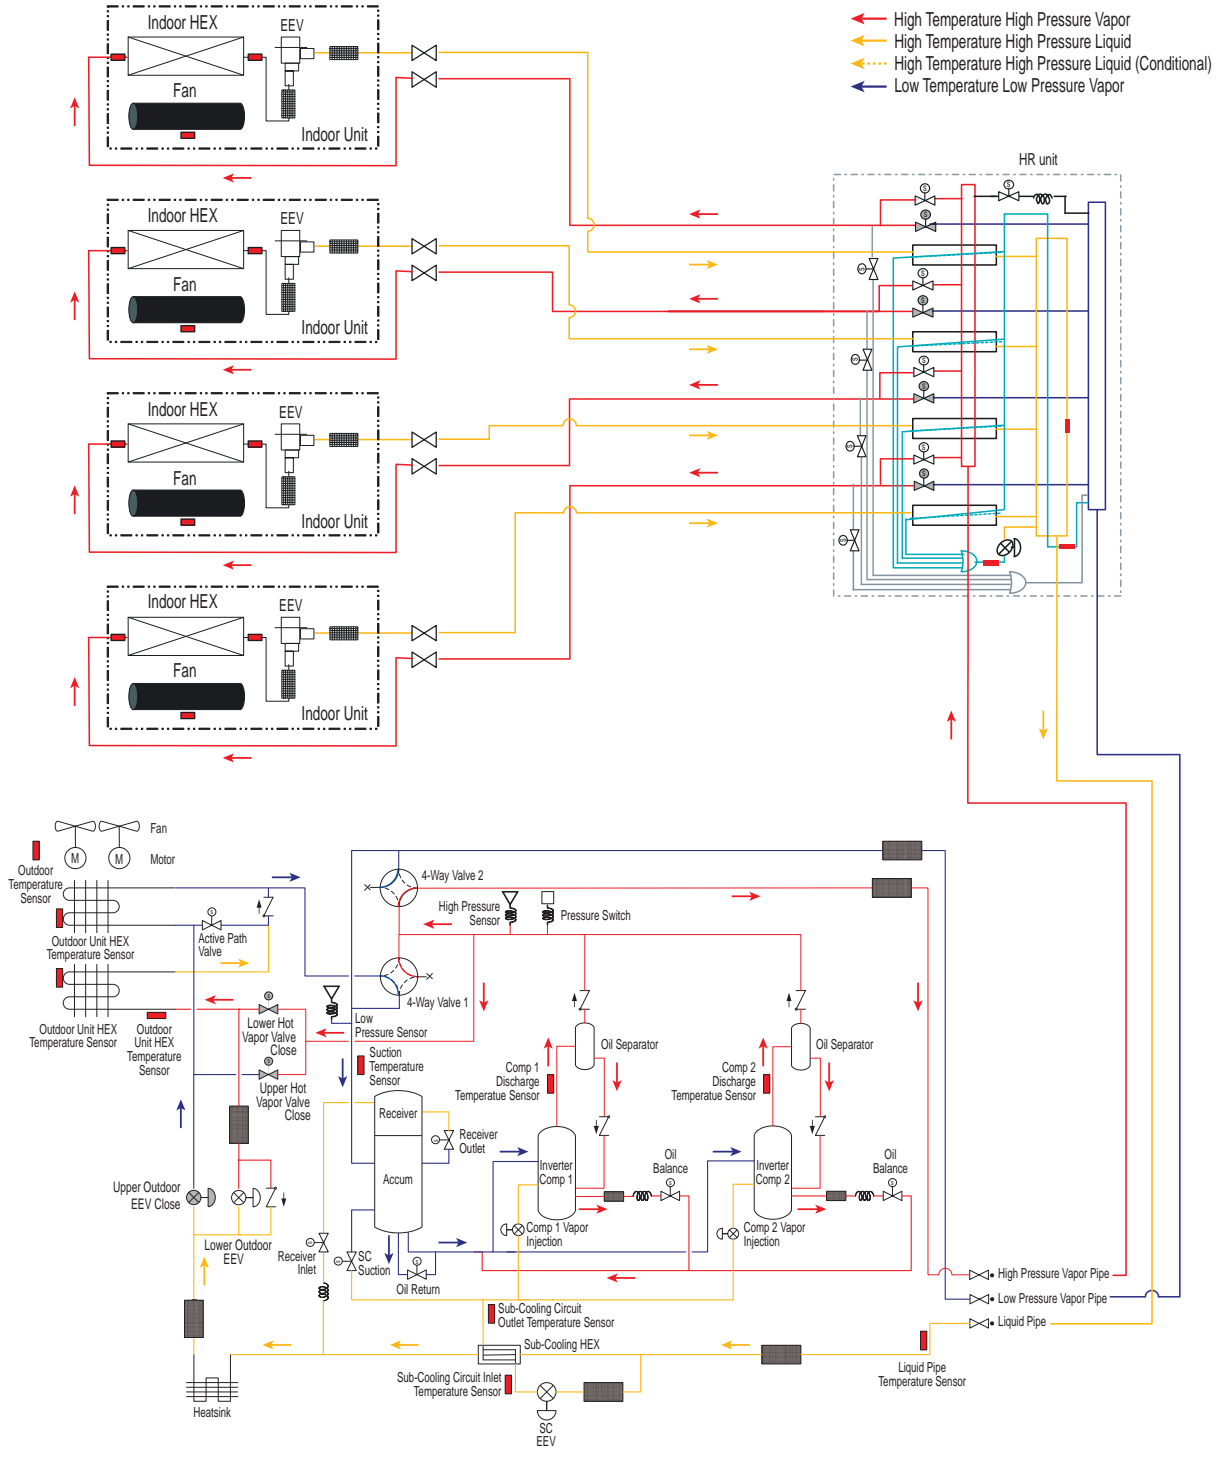 High Temperature High Pressure Vapor
High Temperature High Pressure Liquid
High Temperature High Pressure Liquid (Conditional)
Low Temperature Low Pressure Vapor
Indoor HEX
EEV
Fan
Indoor Unit
HR unit
S
S
S
S
S
S
S
S
S
S
S
S
S
Indoor HEX
EEV
Fan
Indoor Unit
Indoor HEX
EEV
Fan
Indoor Unit
Indoor HEX
EEV
Fan
Indoor Unit
Fan
M
M
Motor
Outdoor
Temperature
Sensor
4-Way Valve 2
High Pressure
Sensor
Pressure Switch
S
Active Path
Valve
Outdoor Unit HEX
Temperature Sensor
4-Way Valve 1
Outdoor Unit HEX
Temperature Sensor
Outdoor
Unit HEX
Temperature
Sensor
S
Lower Hot
Vapor Valve
Close
Low
Pressure Sensor
S
Upper Hot
Vapor Valve
Close
Suction
Temperature
Sensor
Oil Separator
Comp 1
Discharge
Temperatue Sensor
Oil Separator
Comp 2
Discharge
Temperatue Sensor
Receiver
S
Receiver
Outlet
Accum
Inverter
Comp 1
Oil
Balance
S
Inverter
Comp 2
Oil
Balance
S
Upper Outdoor
EEV Close
Lower Outdoor
EEV
S
Receiver
Inlet
S
SC
Suction
S
Oil Return
Comp 1 Vapor
Injection
Comp 2 Vapor
Injection
High Pressure Vapor Pipe
Low Pressure Vapor Pipe
Liquid Pipe
Sub-Cooling Circuit
Outlet Temperature Sensor
Sub-Cooling HEX
Sub-Cooling Circuit Inlet
Temperature Sensor
Liquid Pipe
Temperature Sensor
Heatsink
SC
EEV